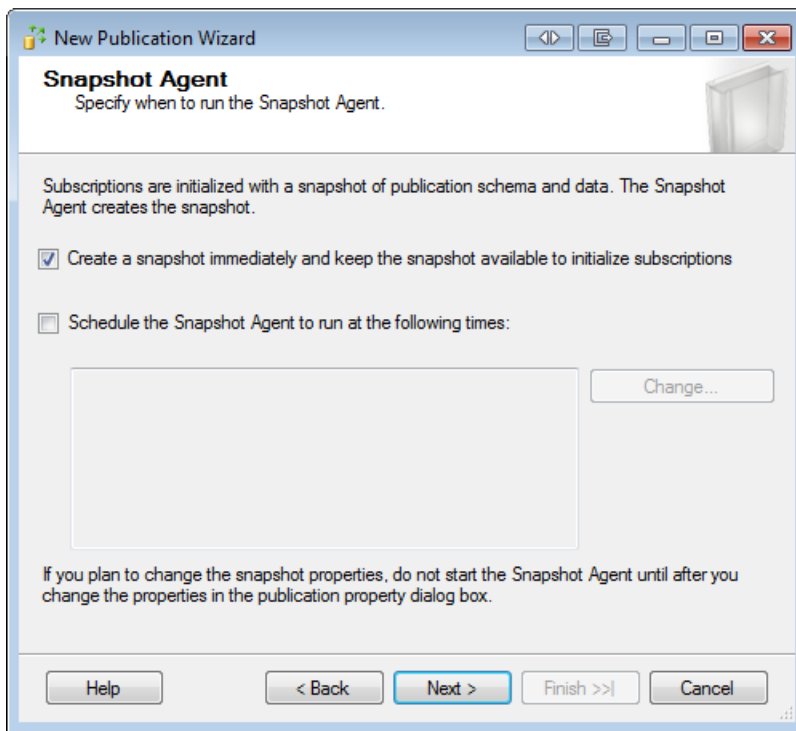 New Publication Wizard
Snapshot Agent
Specify when to run the Snapshot Agent.
Subscriptions are initialized with a snapshot of publication schema and data. The Snapshot
Agent creates the snapshot.
Create a snapshot immediately and keep the snapshot available to initialize subscriptions
Schedule the Snapshot Agent to run at the following times:
Change...
If you plan to change the snapshot properties, do not start the Snapshot Agent until after you
change the properties in the publication property dialog box.
Help
< Back
Next >
Finish >>|
Cancel